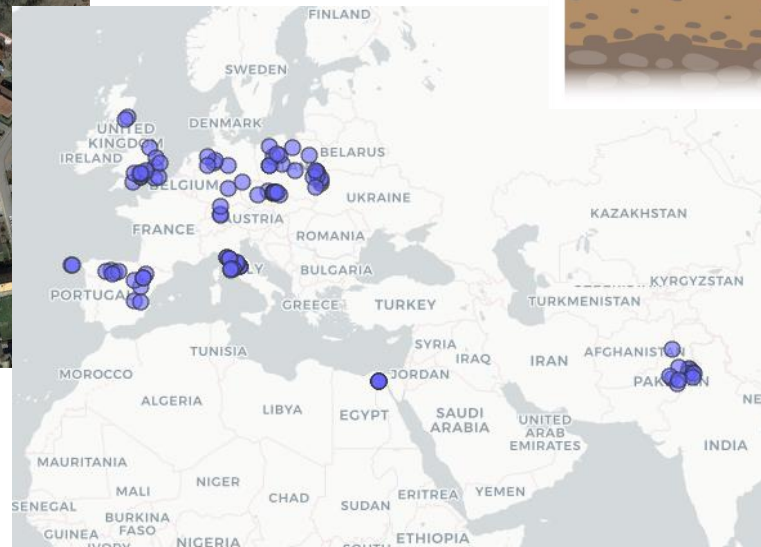 FINLAND
SWEDEN
DENMARK
UNITED
KINGDOM
IRELAND
BELARUS
BELGIUM
UKRAINE
KAZAKHSTAN
AUSTRIA
FRANCE
ROMANIA
BULGARIA
KYRGYZSTAN
PORTUGAL
GREECE
TURKEY
TURKMENISTAN
TUNISIA
SYRIA
IRAQ
IRAN
AFGHANISTAN
MOROCCO
JORDAN
ALGERIA
LIBYA
EGYPT
SAUDI
ARABIA
UNITED
ARAB
EMIRATES
INDIA
MAURITANIA
MALI
NIGER
CHAD
SUDAN
ERITREA
YEMEN
SENEGAL
BURKINA
FASO
GUINEA
NIGERIA
ETHIOPIA